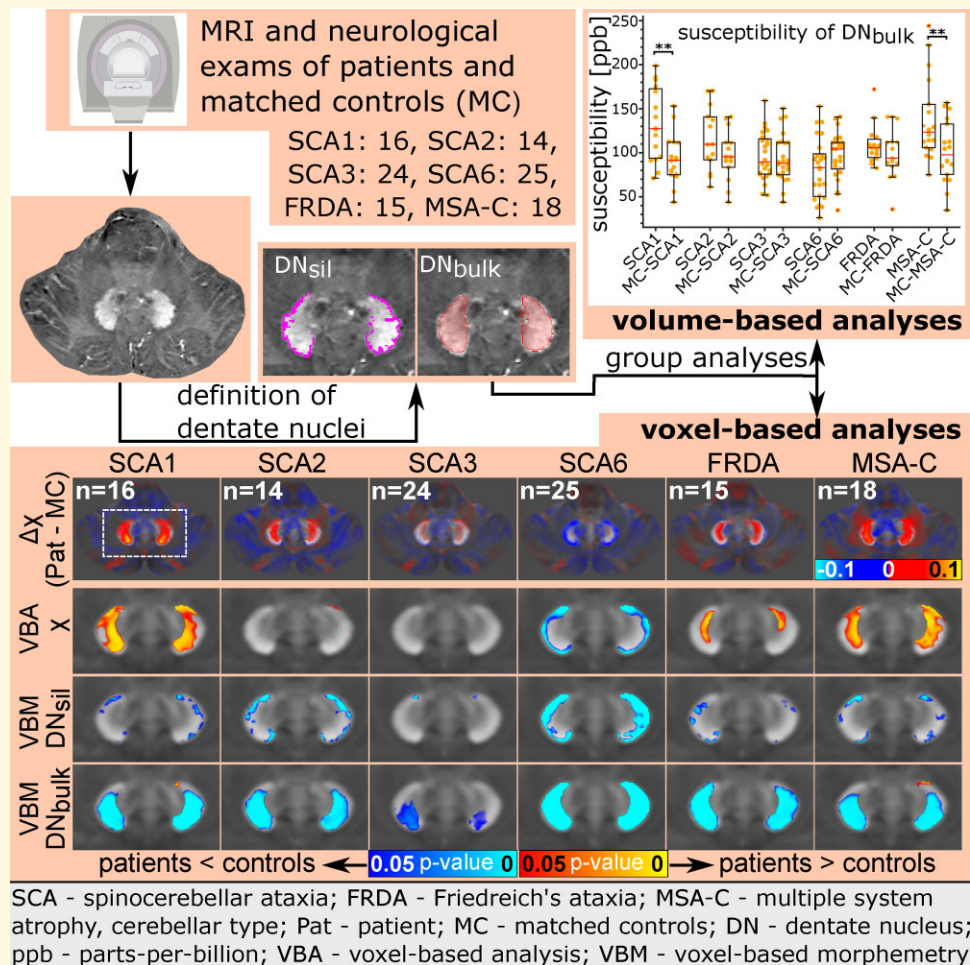 MRI and neurological
exams of patients and
matched controls (MC)
SCA1: 16, SCA2: 14,
SCA3: 24, SCA6: 25,
FRDA: 15, MSA-C: 18
susceptibility of DNbulk
susceptibility [ppb]
250
200
150
100
50
**
**
SCA1
MC-SCA1
SCA2
MC-SCA2
SCA3
MC-SCA3
SCA6
MC-SCA6
FRDA
MC-FRDA
MSA-C
MC-MSA-C
volume-based analyses
DNsil
DNbulk
group analyses
definition of
dentate nuclei
voxel-based analyses
SCA1 SCA2 SCA3 SCA6 FRDA MSA-C
n=16 n=14 n=24 n=25 n=15 n=18
Δχ
(Pat - MC)
-0.1 0 0.1
VBA
χ
VBM
DNsil
VBM
DNbulk
patients < controls 0.05 p-value 0 0.05 p-value 0 patients > controls
SCA - spinocerebellar ataxia; FRDA - Friedreich's ataxia; MSA-C - multiple system
atrophy, cerebellar type; Pat - patient; MC - matched controls; DN - dentate nucleus;
ppb - parts-per-billion; VBA - voxel-based analysis; VBM - voxel-based morphemetry